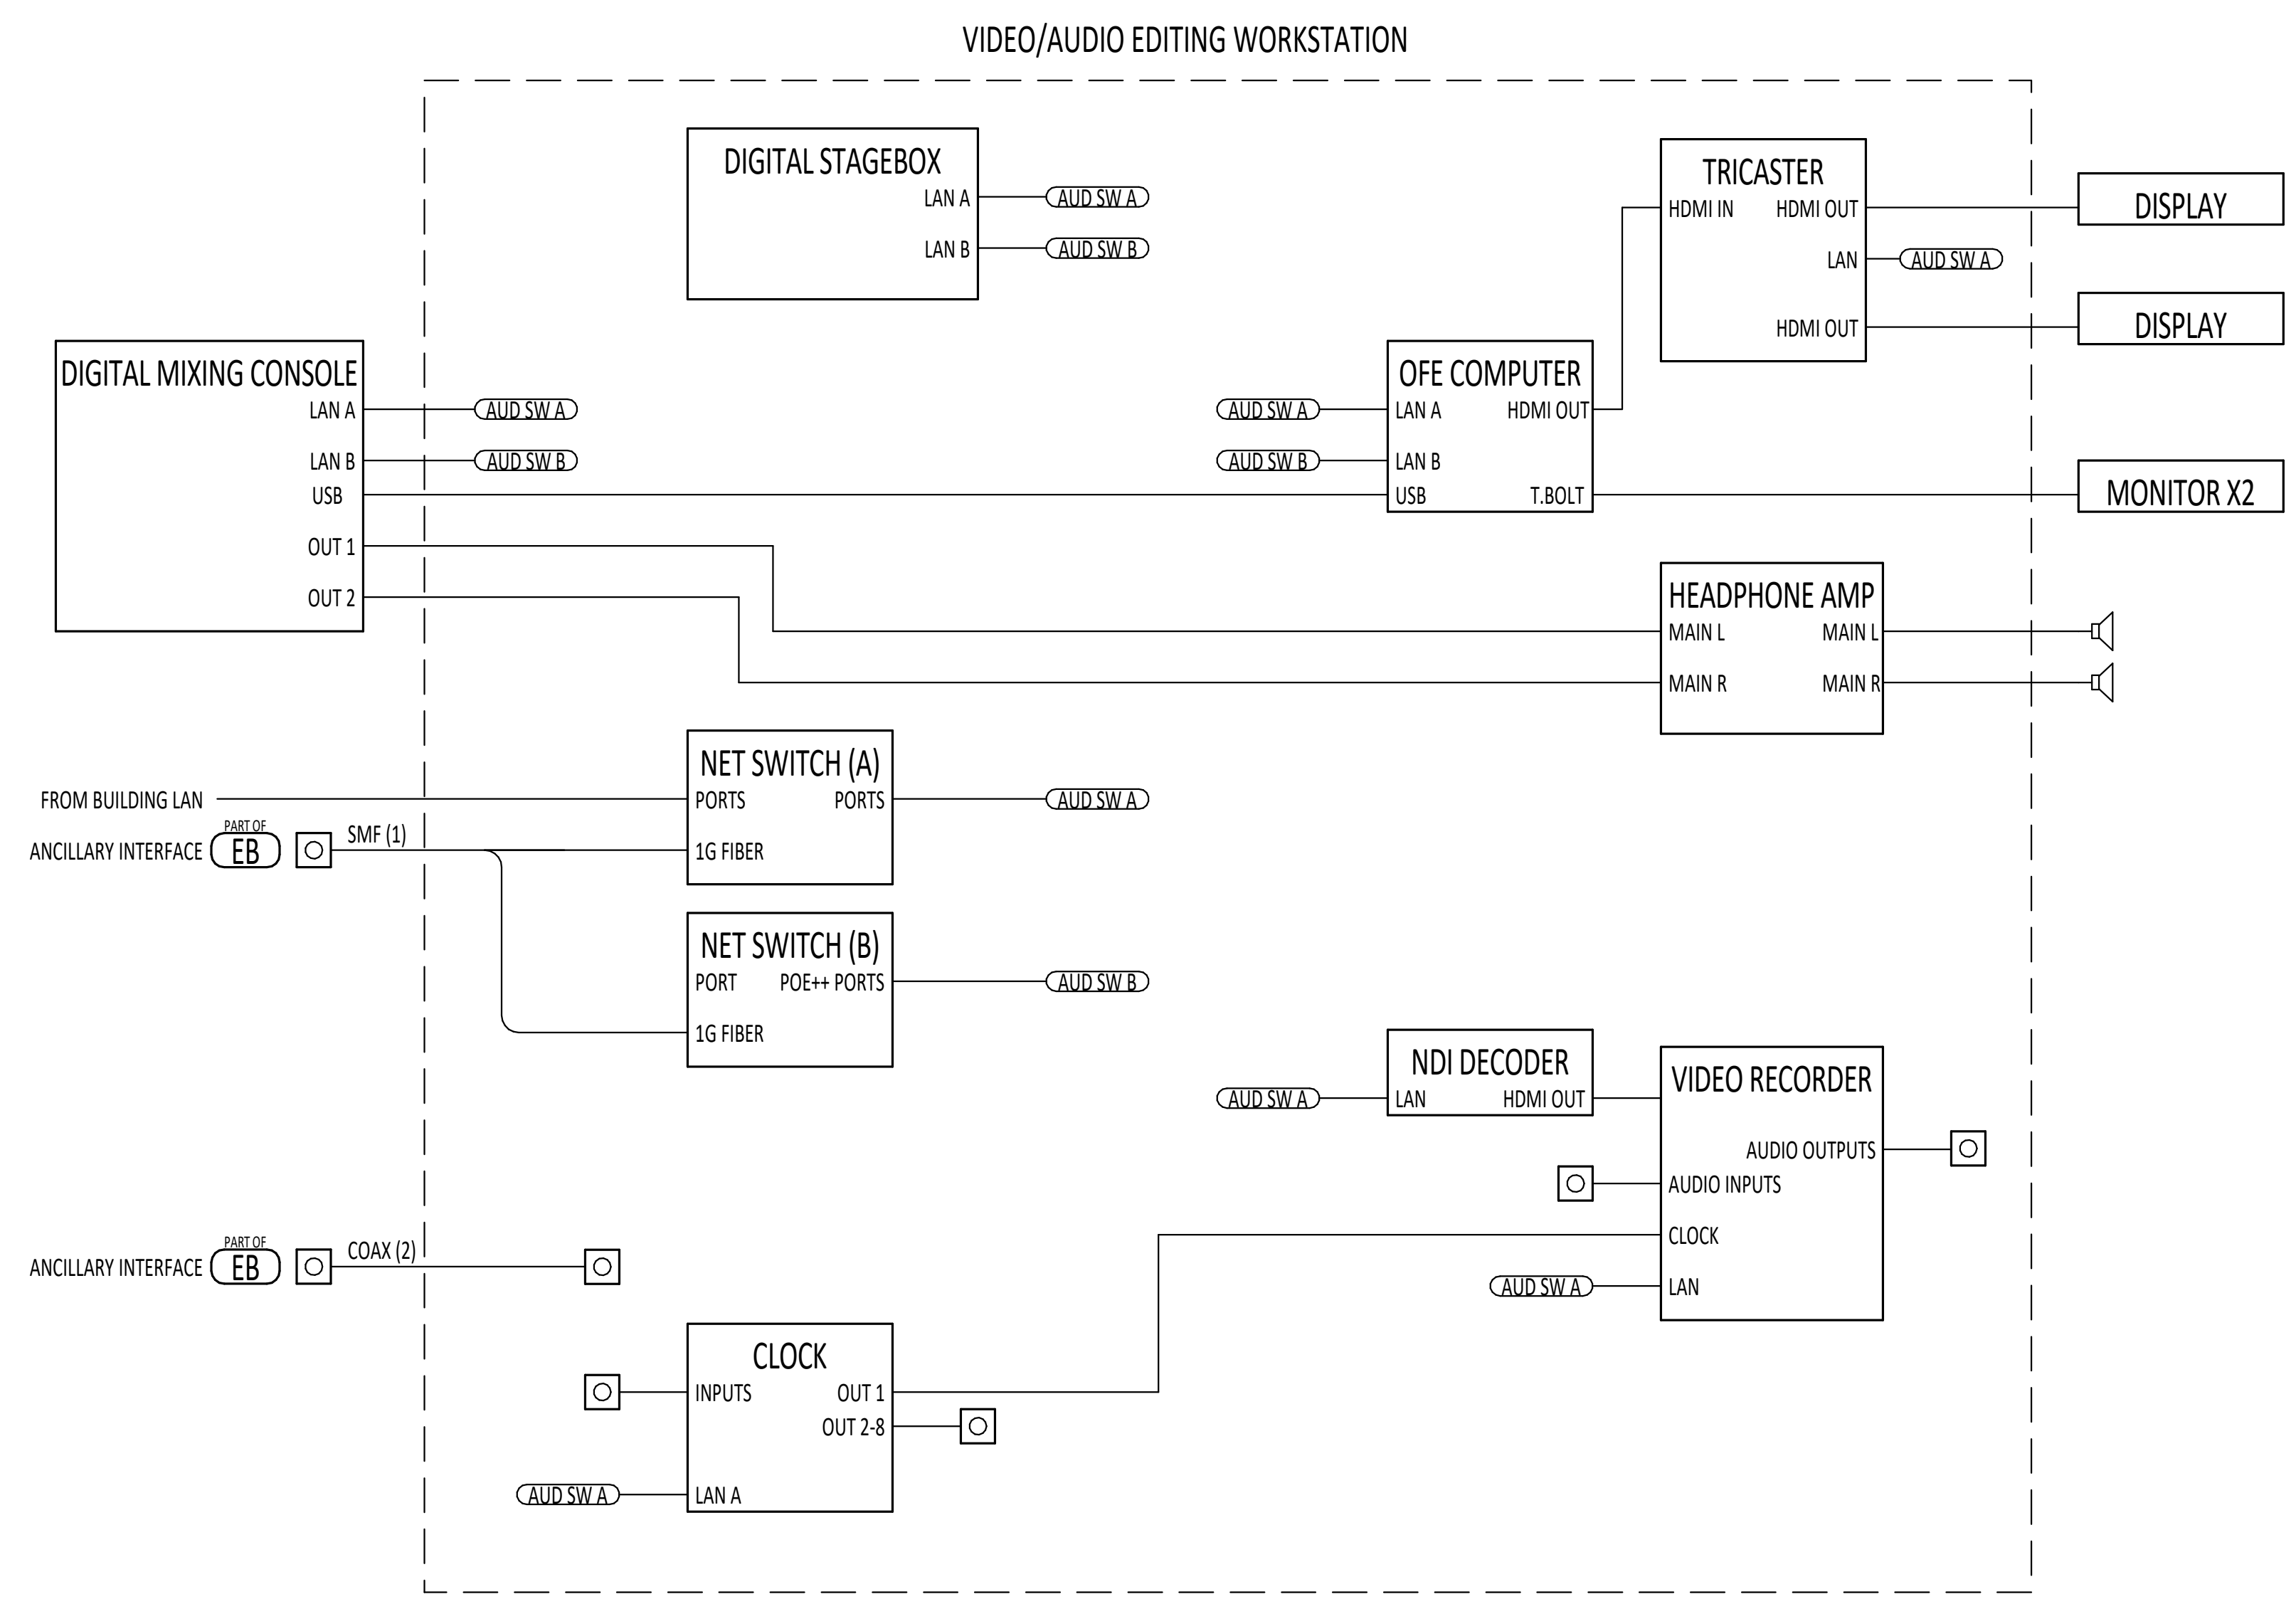 VIDEO/AUDIO EDITING WORKSTATION
DIGITAL STAGEBOX
LAN A
AUD SW A
LAN B
AUD SW B
TRICASTER
HDMI IN
HDMI OUT
LAN
AUD SW A
HDMI OUT
DISPLAY
DISPLAY
DIGITAL MIXING CONSOLE
LAN A
AUD SW A
LAN B
AUD SW B
USB
OUT 1
OUT 2
OFE COMPUTER
AUD SW A
LAN A
HDMI OUT
AUD SW B
LAN B
USB
T.BOLT
MONITOR X2
HEADPHONE AMP
MAIN L
MAIN L
MAIN R
MAIN R
NET SWITCH (A)
FROM BUILDING LAN
PORTS
PORTS
AUD SW A
ANCILLARY INTERFACE
PART OF
EB
SMF (1)
1G FIBER
NET SWITCH (B)
PORT
POE++ PORTS
AUD SW B
1G FIBER
NDI DECODER
AUD SW A
LAN
HDMI OUT
VIDEO RECORDER
AUDIO OUTPUTS
AUDIO INPUTS
CLOCK
AUD SW A
LAN
ANCILLARY INTERFACE
PART OF
EB
COAX (2)
CLOCK
INPUTS
OUT 1
OUT 2-8
AUD SW A
LAN A